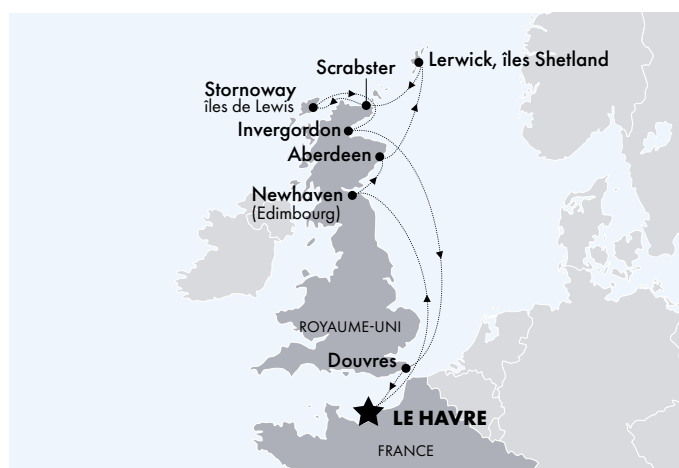 Scrabster
Lerwick, îles Shetland
Stornoway
îles de Lewis
Invergordon
Aberdeen
Newhaven
(Edimbourg)
ROYAUME-UNI
Douvres
LE HAVRE
FRANCE